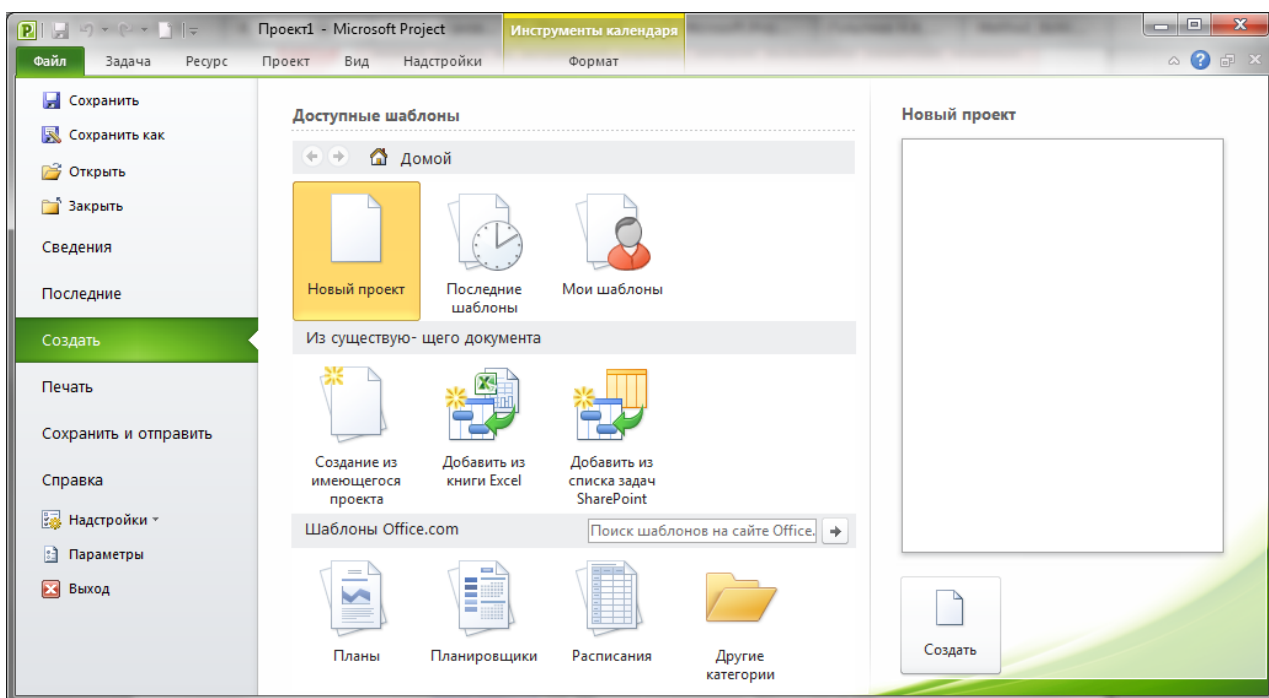 Проект1 - Microsoft Project
Инструменты календаря
Файл Задача Ресурс Проект Вид Надстройки Формат
Сохранить
Сохранить как
Открыть
Закрыть
Сведения
Последние
Создать
Печать
Сохранить и отправить
Справка
Надстройки
Параметры
Выход
Доступные шаблоны
Домой
Новый проект
Последние
шаблоны
Мои шаблоны
Из существую- щего документа
Создание из
имеющегося
проекта
Добавить из
книги Excel
Добавить из
списка задач
SharePoint
Шаблоны Office.com
Поиск шаблонов на сайте Office.
Планы
Планировщики
Расписания
Другие
категории
Новый проект
Создать